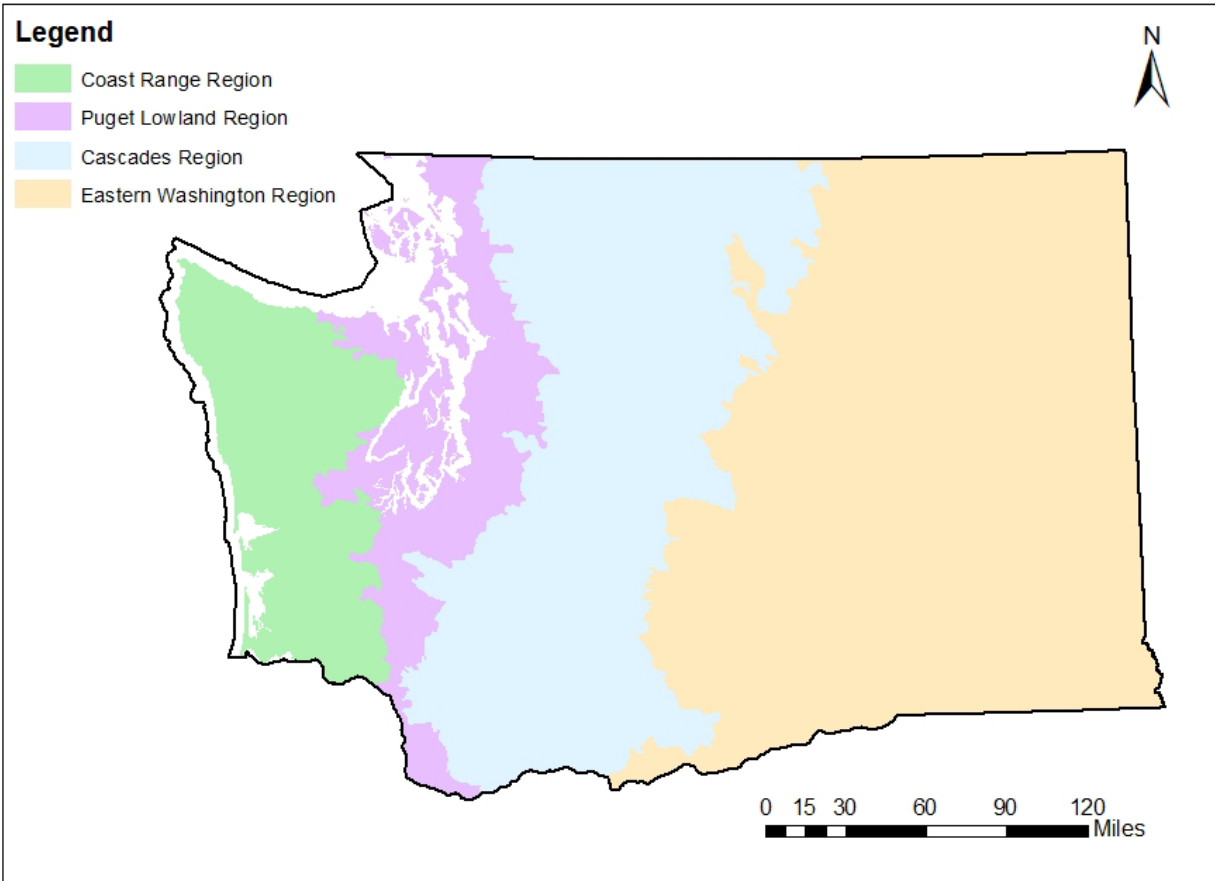 Legend
Coast Range Region
Puget Lowland Region
Cascades Region
Eastern Washington Region
N
0 15 30 60 90 120
Miles